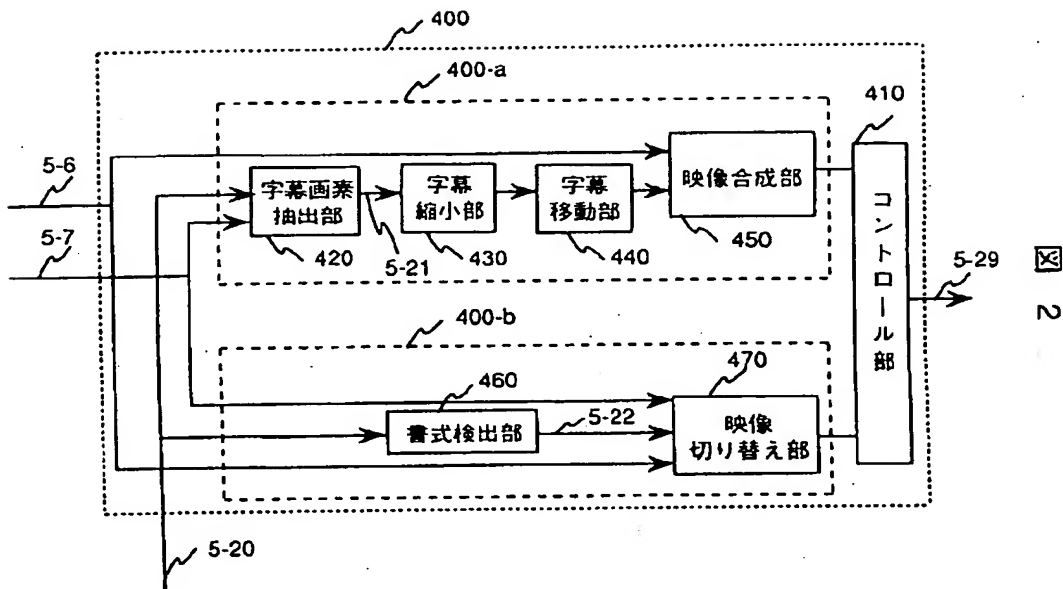 400
400-a
410
5-6
字幕画素
抽出部
字幕
縮小部
字幕
移動部
映像合成部
5-7
420
5-21
430
440
450
コントロール部
5-29
図 2
400-b
470
460
5-22
書式検出部
映像
切り替え部
5-20